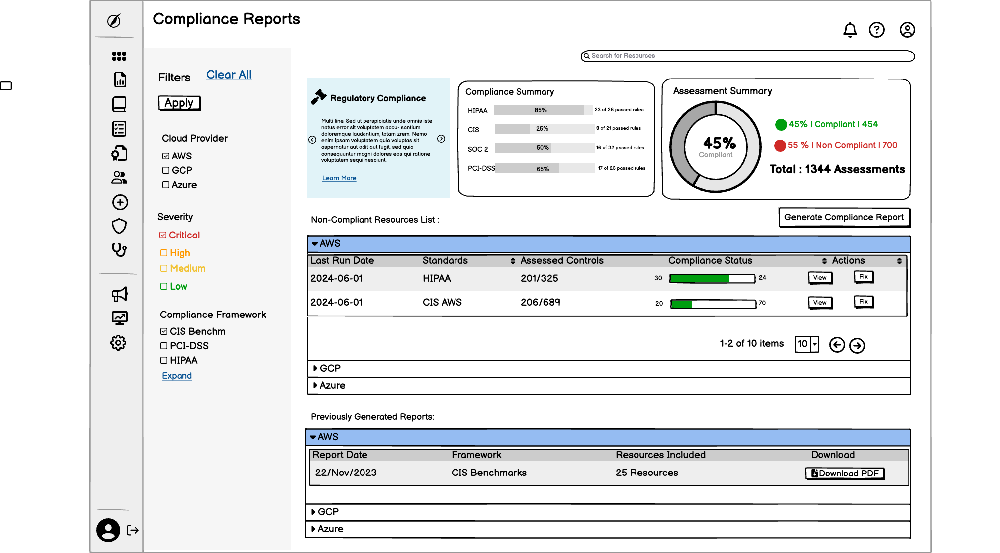 Compliance Reports
Search for Resources
Filters
Clear All
Apply
Cloud Provider
AWS
GCP
Azure
Severity
Critical
High
Medium
Low
Compliance Framework
CIS Benchm
PCI-DSS
HIPAA
Expand
Regulatory Compliance
Multi line. Sed ut perspiciatis unde omnis iste
natus error sit voluptatem accu- santium
doloremque laudantium, totam zrem. Nemo
enim ipsam voluptatem quia voluptas sit
aspernatur aut odit aut fugit, sed quia
consequuntur magni dolores eos qui ratione
voluptatem sequi nesciunt.
Learn More
Compliance Summary
HIPAA 85% 23 of 26 passed rules
CIS 25% 8 of 21 passed rules
SOC 2 50% 16 of 32 passed rules
PCI-DSS 65% 17 of 26 passed rules
Assessment Summary
45%
Compliant
45% | Compliant | 454
55 % | Non Compliant | 700
Total : 1344 Assessments
Non-Compliant Resources List :
Generate Compliance Report
AWS
Last Run Date Standards Assessed Controls Compliance Status Actions
2024-06-01 HIPAA 201/325 30 24 View Fix
2024-06-01 CIS AWS 206/689 20 70 View Fix
1-2 of 10 items 10
GCP
Azure
Previously Generated Reports:
AWS
Report Date Framework Resources Included Download
22/Nov/2023 CIS Benchmarks 25 Resources Download PDF
GCP
Azure